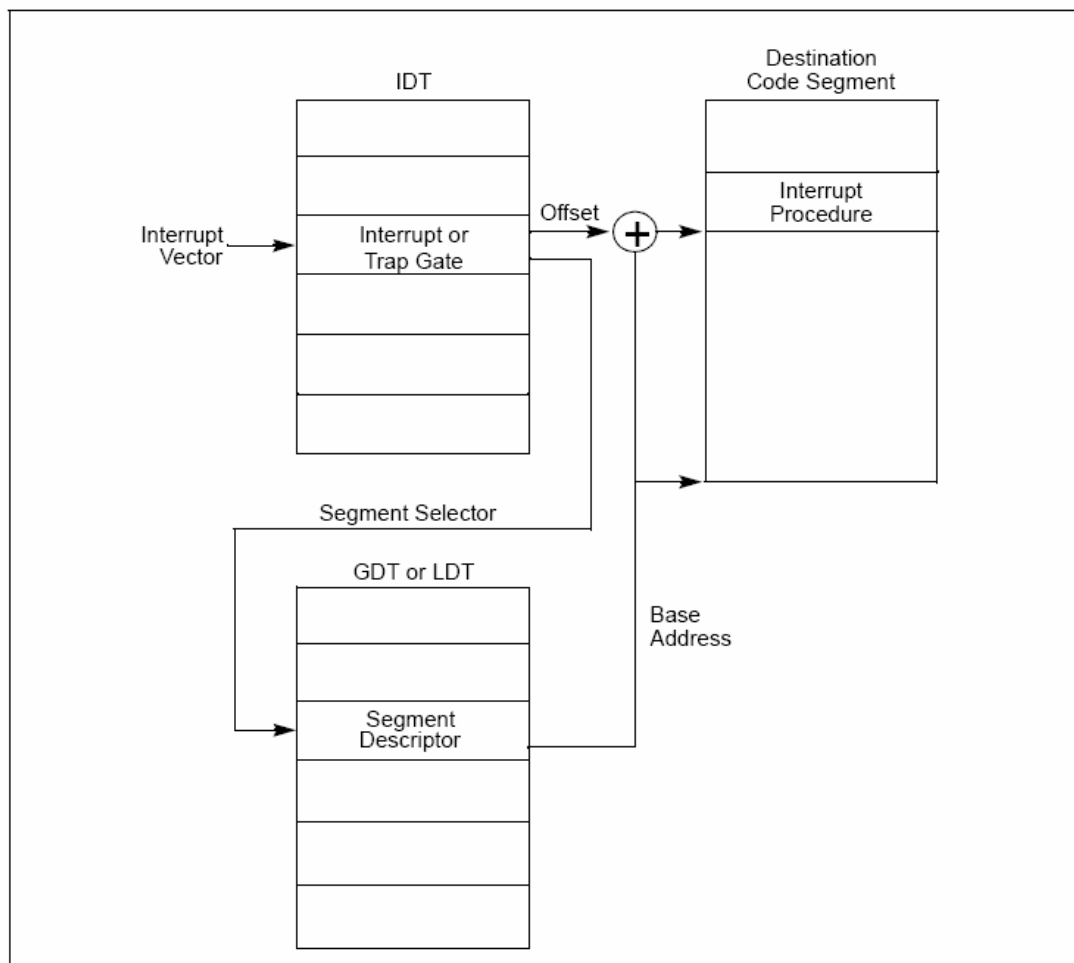 Destination
Code Segment
IDT
Interrupt
Procedure
Offset
+
Interrupt
Vector
Interrupt or
Trap Gate
Segment Selector
GDT or LDT
Base
Address
Segment
Descriptor